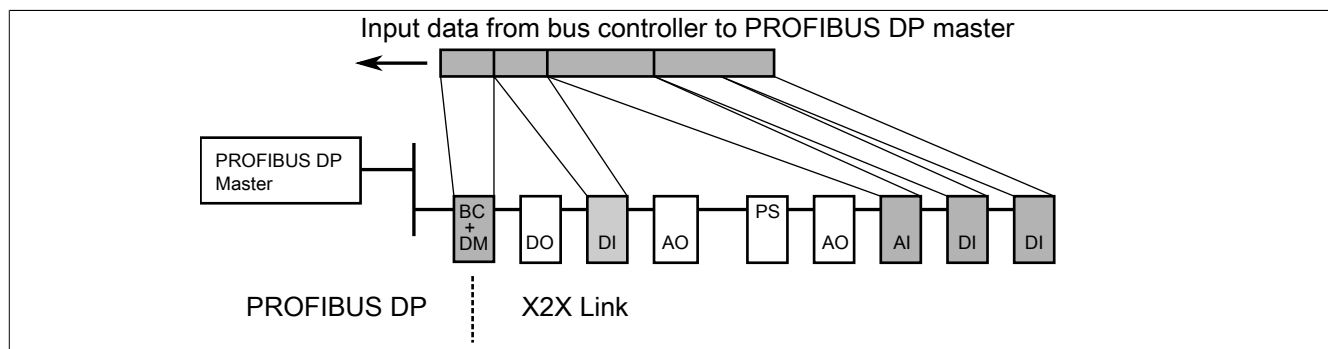 Input data from bus controller to PROFIBUS DP master
PROFIBUS DP
Master
BC
+
DM
DO
DI
AO
PS
AO
AI
DI
DI
PROFIBUS DP
X2X Link